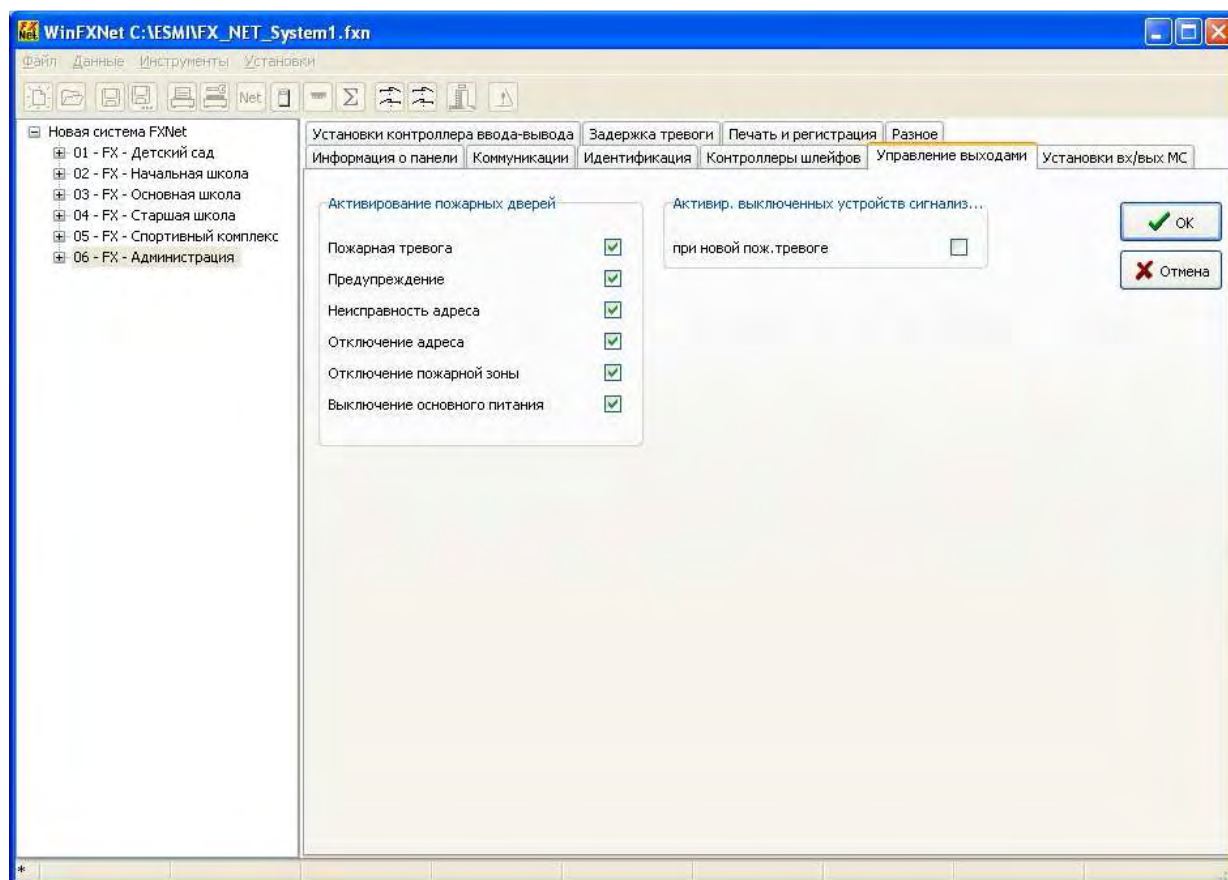 WinFXNet C:\ESMI\FX_NET_System1.fxn
Файл Данные Инструменты Установки
Net
Новая система FXNet
01 - FX - Детский сад
02 - FX - Начальная школа
03 - FX - Основная школа
04 - FX - Старшая школа
05 - FX - Спортивный комплекс
06 - FX - Администрация
Установки контроллера ввода-вывода Задержка тревоги Печать и регистрация Разное
Информация о панели Коммуникации Идентификация Контроллеры шлейфов Управление выходами Установки вх/вых МС
Активирование пожарных дверей
Пожарная тревога
Предупреждение
Неисправность адреса
Отключение адреса
Отключение пожарной зоны
Выключение основного питания
Активир. выключенных устройств сигнализ...
при новой пож.тревоге
OK
Отмена
*